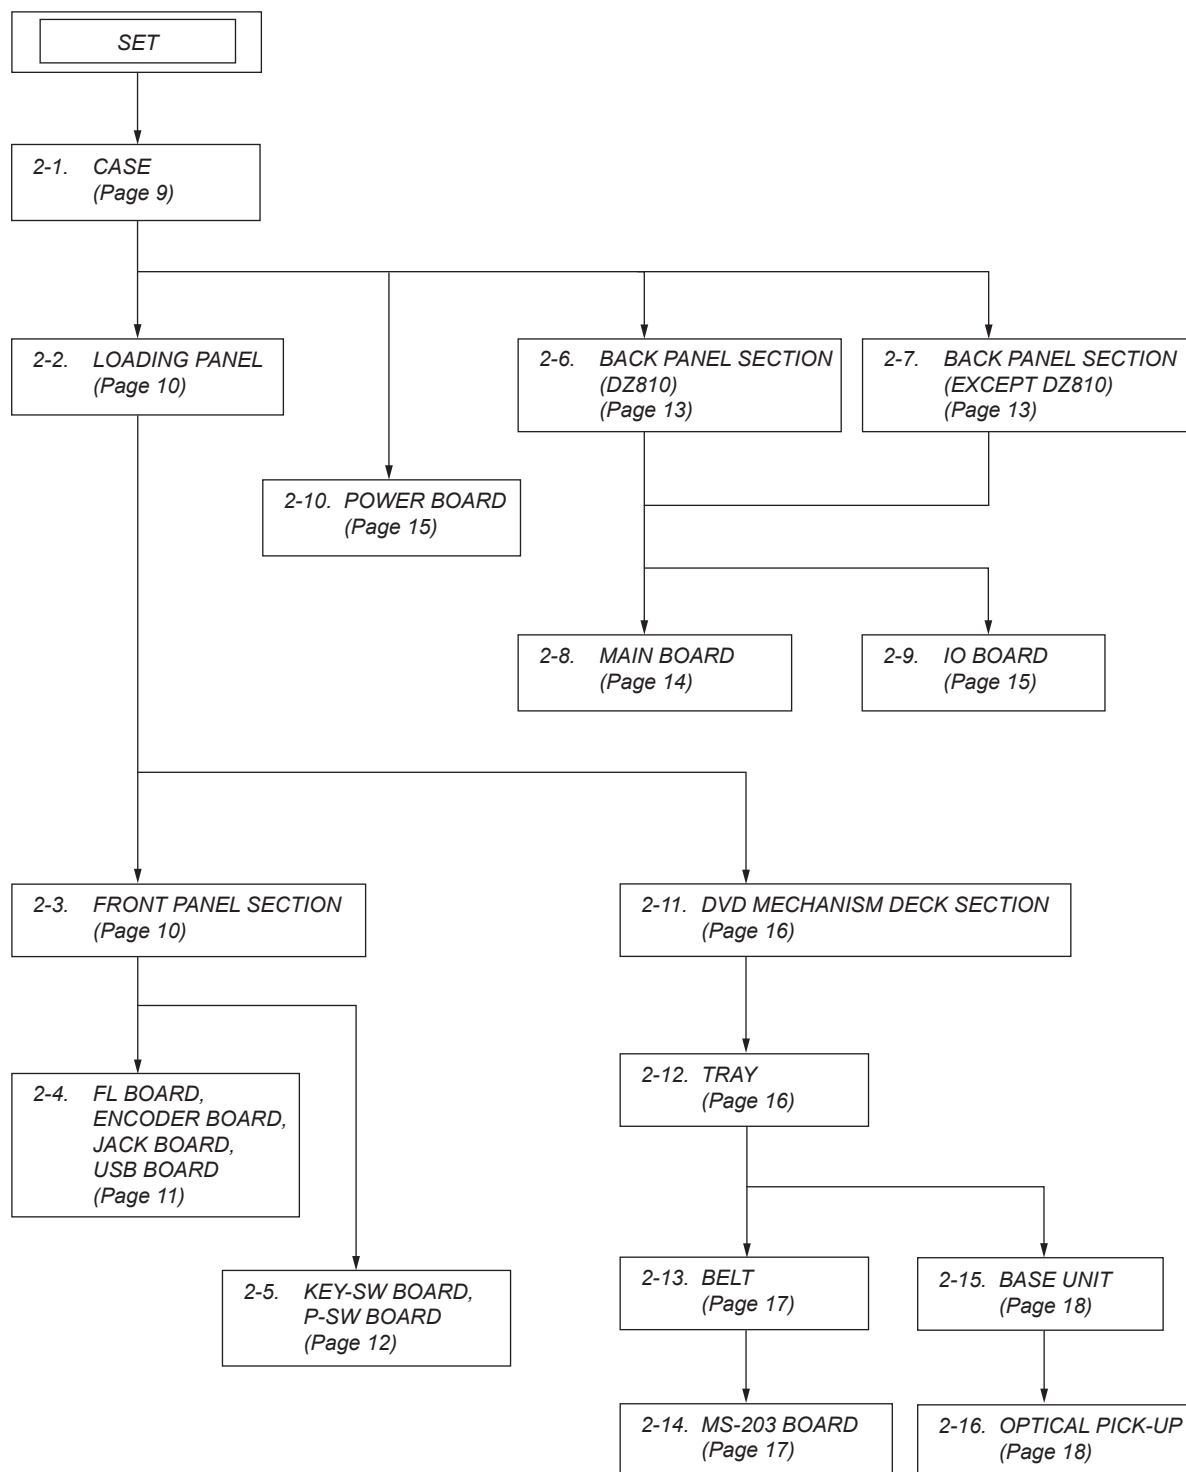 SET
2-1. CASE
(Page 9)
2-2. LOADING PANEL
(Page 10)
2-6. BACK PANEL SECTION
(DZ810)
(Page 13)
2-7. BACK PANEL SECTION
(EXCEPT DZ810)
(Page 13)
2-10. POWER BOARD
(Page 15)
2-8. MAIN BOARD
(Page 14)
2-9. IO BOARD
(Page 15)
2-3. FRONT PANEL SECTION
(Page 10)
2-11. DVD MECHANISM DECK SECTION
(Page 16)
2-12. TRAY
(Page 16)
2-4. FL BOARD,
ENCODER BOARD,
JACK BOARD,
USB BOARD
(Page 11)
2-5. KEY-SW BOARD,
P-SW BOARD
(Page 12)
2-13. BELT
(Page 17)
2-15. BASE UNIT
(Page 18)
2-14. MS-203 BOARD
(Page 17)
2-16. OPTICAL PICK-UP
(Page 18)